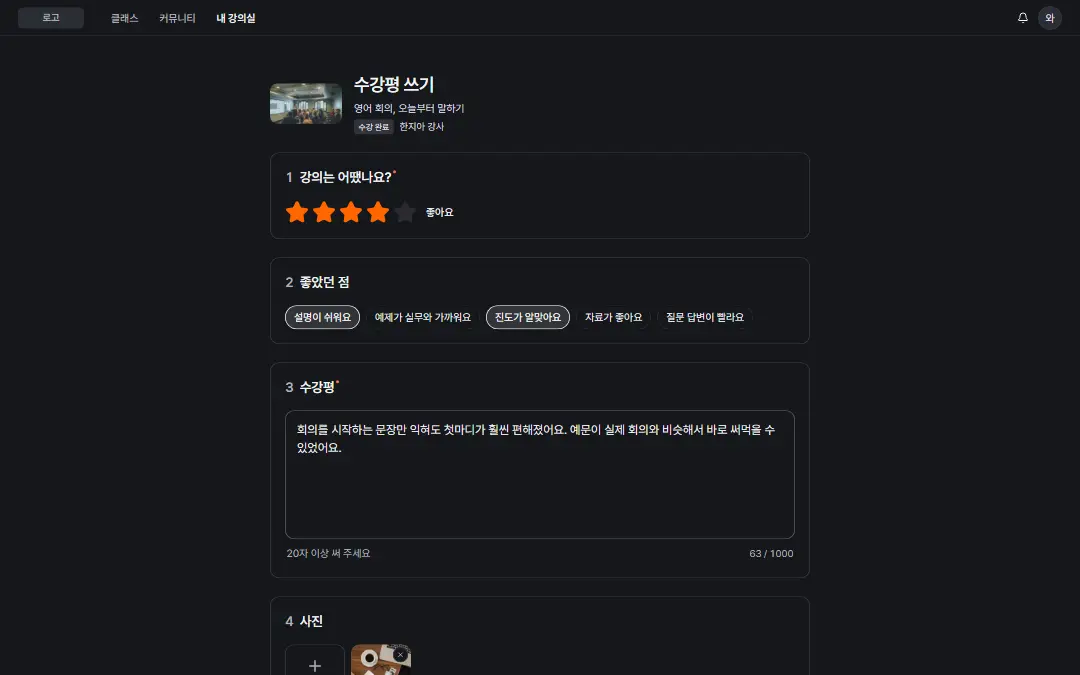 로고
클래스
커뮤니티
내 강의실
와
수강평 쓰기
영어 회의, 오늘부터 말하기
수강 완료
한지아 강사
1 강의는 어땠나요?*
좋아요
2 좋았던 점
설명이 쉬워요
예제가 실무와 가까워요
진도가 알맞아요
자료가 좋아요
질문 답변이 빨라요
3 수강평*
회의를 시작하는 문장만 익혀도 첫마디가 훨씬 편해졌어요. 예문이 실제 회의와 비슷해서 바로 써먹을 수
있었어요.
20자 이상 써 주세요
63 / 1000
4 사진